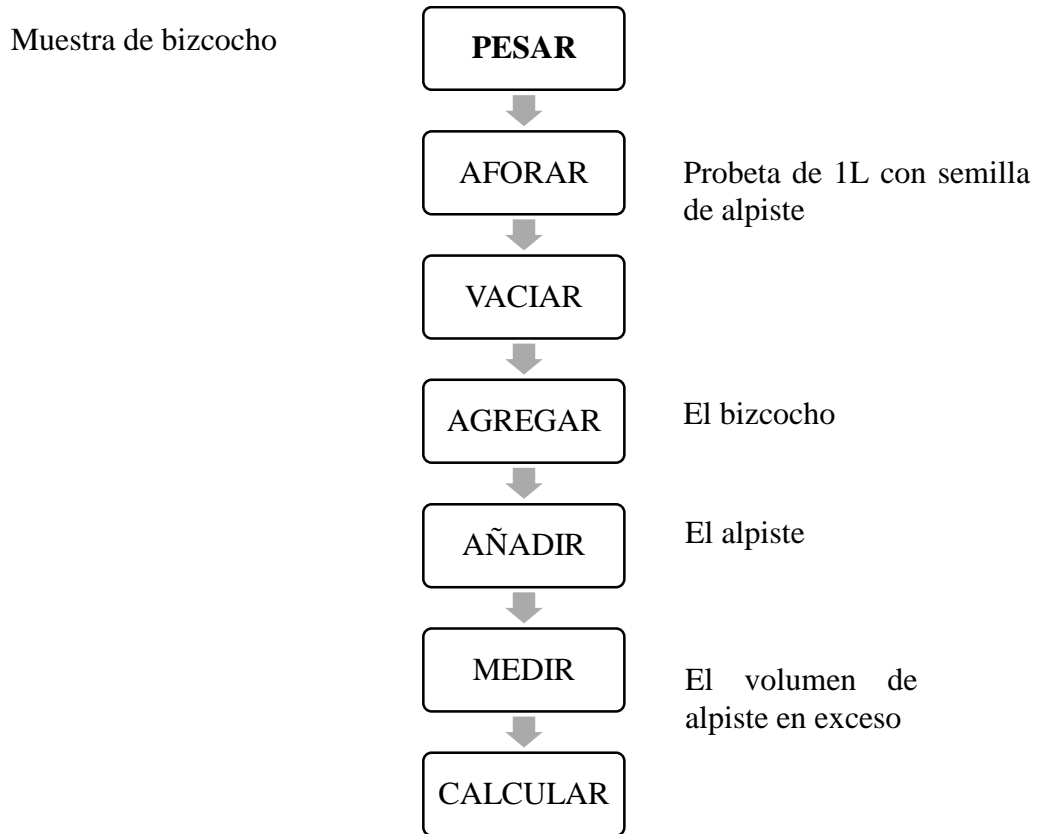 Muestra de bizcocho
PESAR
AFORAR
Probeta de 1L con semilla
de alpiste
VACIAR
AGREGAR
El bizcocho
AÑADIR
El alpiste
MEDIR
El volumen de
alpiste en exceso
CALCULAR